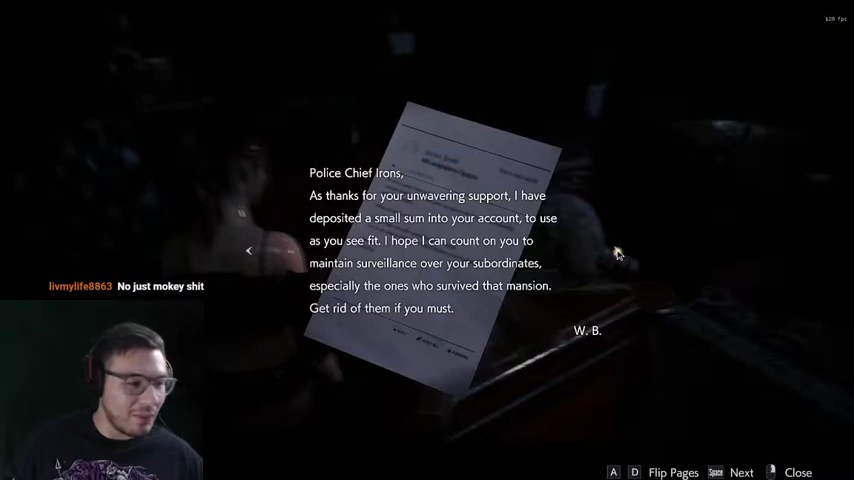 120 fps
Police Chief Irons,
As thanks for your unwavering support, I have
deposited a small sum into your account, to use
as you see fit. I hope I can count on you to
maintain surveillance over your subordinates,
especially the ones who survived that mansion.
Get rid of them if you must.
W. B.
livmylife8863 No just mokey shit
A D Flip Pages Space Next Close